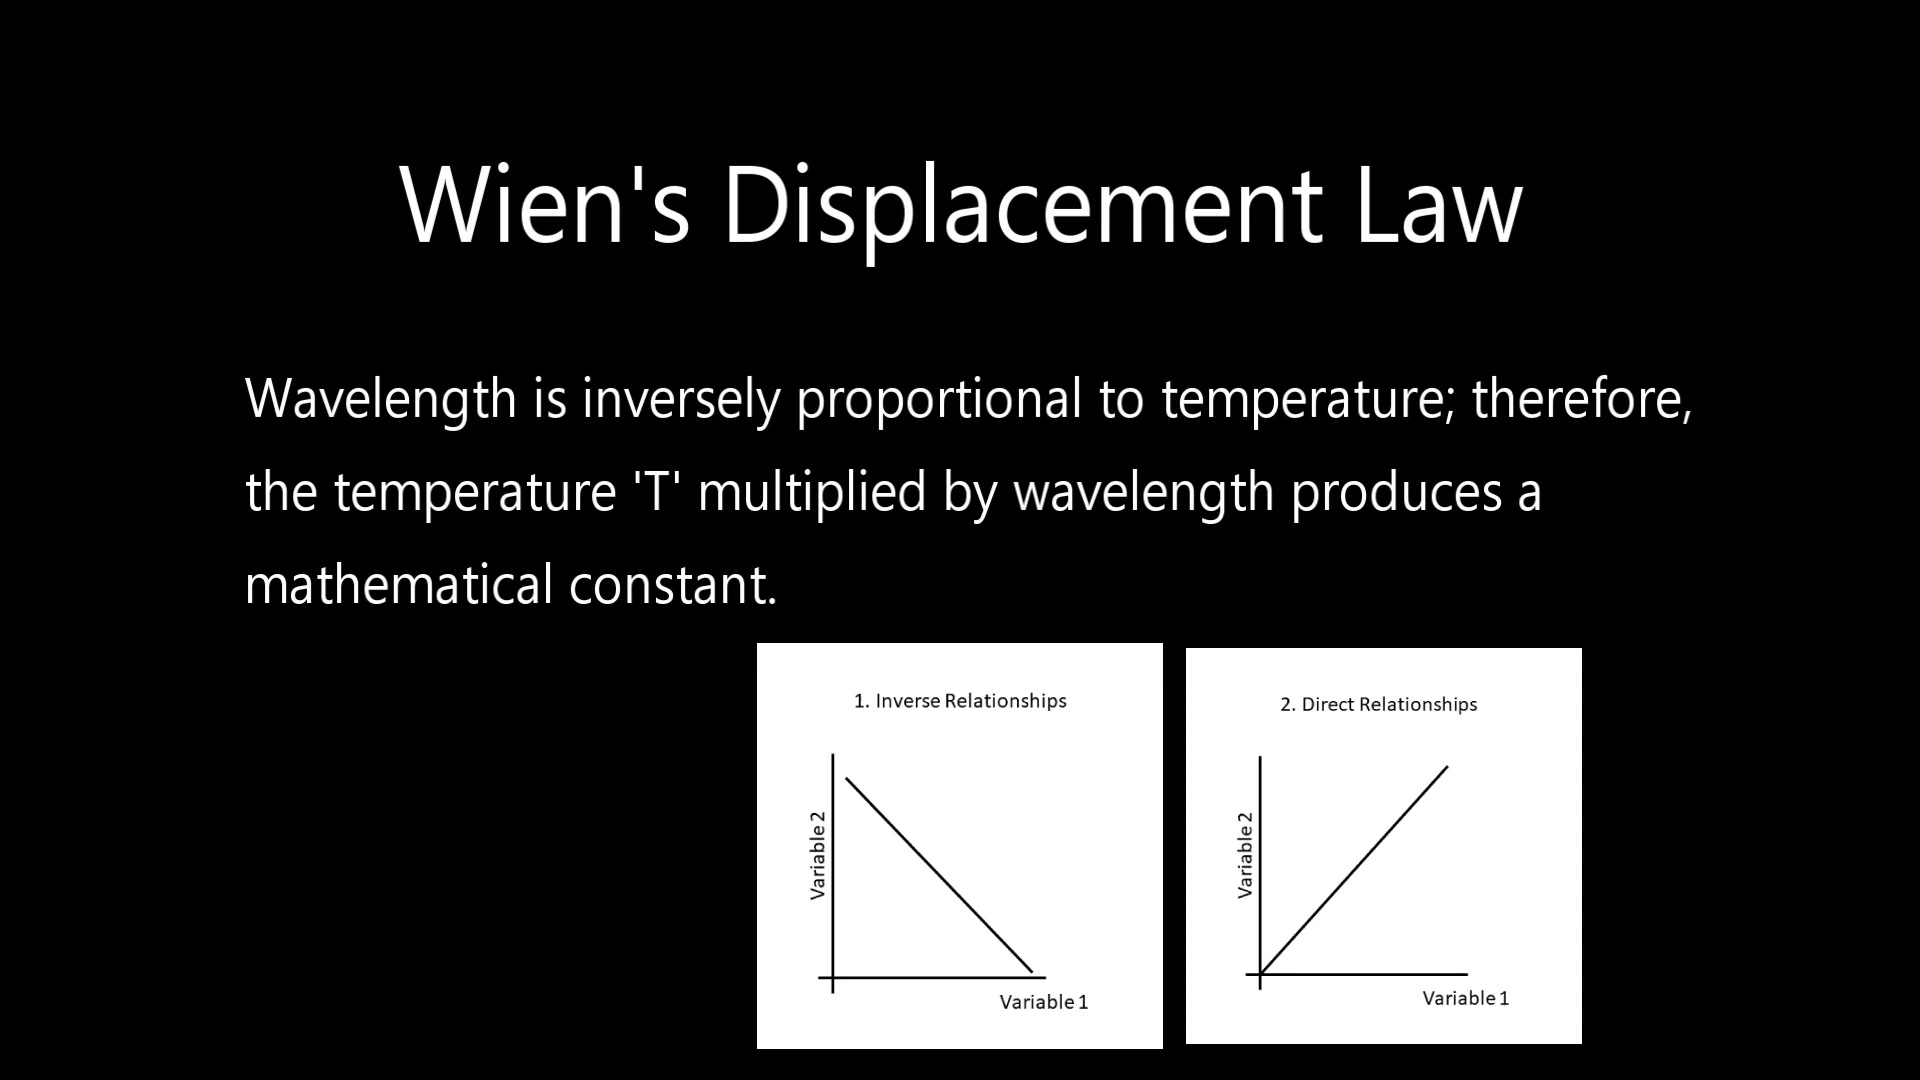 Wien's Displacement Law
Wavelength is inversely proportional to temperature; therefore,
the temperature 'T' multiplied by wavelength produces a
mathematical constant.
1. Inverse Relationships
Variable 2
Variable 1
2. Direct Relationships
Variable 2
Variable 1